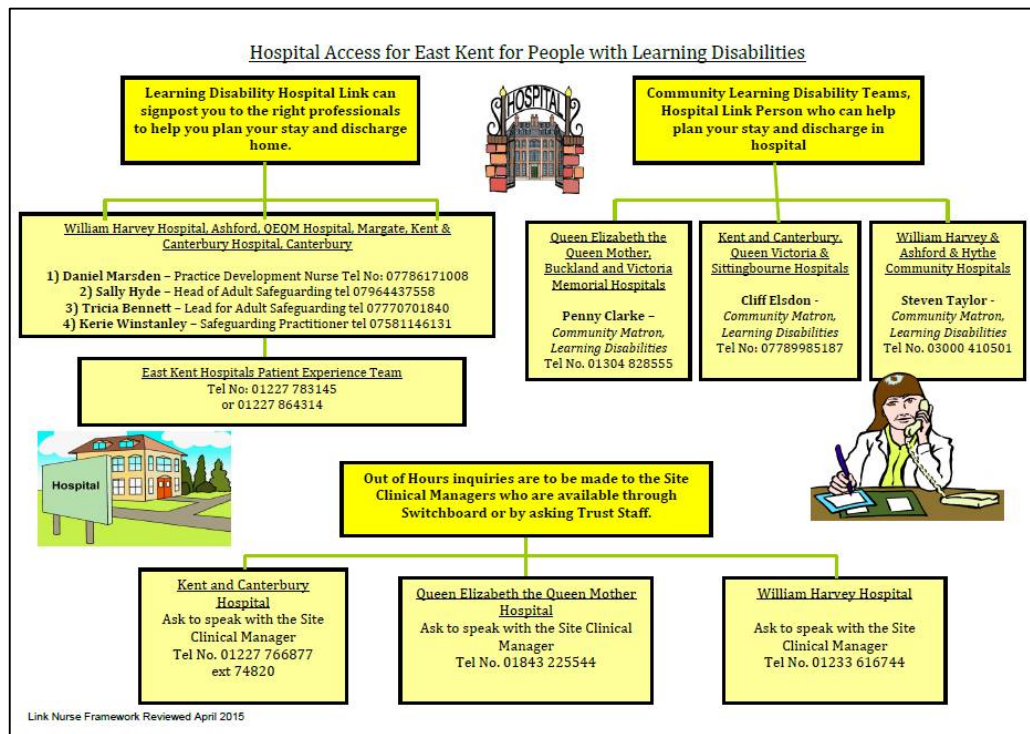 Hospital Access for East Kent for People with Learning Disabilities
Learning Disability Hospital Link can
signpost you to the right professionals
to help you plan your stay and discharge
home.
HOSPITAL
Community Learning Disability Teams,
Hospital Link Person who can help
plan your stay and discharge in
hospital
William Harvey Hospital, Ashford, QEQM Hospital, Margate, Kent &
Canterbury Hospital, Canterbury
1) Daniel Marsden – Practice Development Nurse Tel No: 07786171008
2) Sally Hyde – Head of Adult Safeguarding tel 07964437558
3) Tricia Bennett – Lead for Adult Safeguarding tel 07770701840
4) Kerie Winstanley – Safeguarding Practitioner tel 07581146131
Queen Elizabeth the
Queen Mother,
Buckland and Victoria
Memorial Hospitals
Penny Clarke –
Community Matron,
Learning Disabilities
Tel No. 01304 828555
Kent and Canterbury,
Queen Victoria &
Sittingbourne Hospitals
Cliff Elsdon -
Community Matron,
Learning Disabilities
Tel No: 07789985187
William Harvey &
Ashford & Hythe
Community Hospitals
Steven Taylor -
Community Matron,
Learning Disabilities
Tel No. 03000 410501
East Kent Hospitals Patient Experience Team
Tel No: 01227 783145
or 01227 864314
Hospital
Out of Hours inquiries are to be made to the Site
Clinical Managers who are available through
Switchboard or by asking Trust Staff.
Kent and Canterbury
Hospital
Ask to speak with the Site
Clinical Manager
Tel No. 01227 766877
ext 74820
Queen Elizabeth the Queen Mother
Hospital
Ask to speak with the Site Clinical
Manager
Tel No. 01843 225544
William Harvey Hospital
Ask to speak with the Site
Clinical Manager
Tel No. 01233 616744
Link Nurse Framework Reviewed April 2015